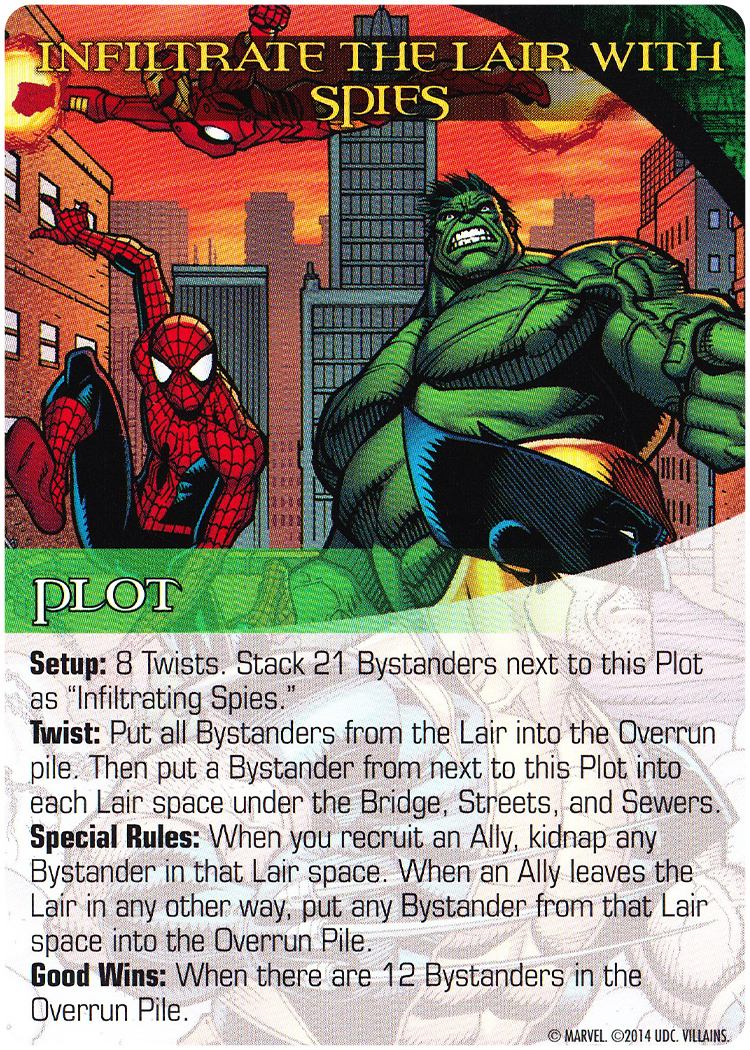 INFILTRATE THE LAIR WITH
SPIES
PLOT
Setup: 8 Twists. Stack 21 Bystanders next to this Plot
as “Infiltrating Spies.”
Twist: Put all Bystanders from the Lair into the Overrun
pile. Then put a Bystander from next to this Plot into
each Lair space under the Bridge, Streets, and Sewers.
Special Rules: When you recruit an Ally, kidnap any
Bystander in that Lair space. When an Ally leaves the
Lair in any other way, put any Bystander from that Lair
space into the Overrun Pile.
Good Wins: When there are 12 Bystanders in the
Overrun Pile.
© MARVEL. ©2014 UDC. VILLAINS.